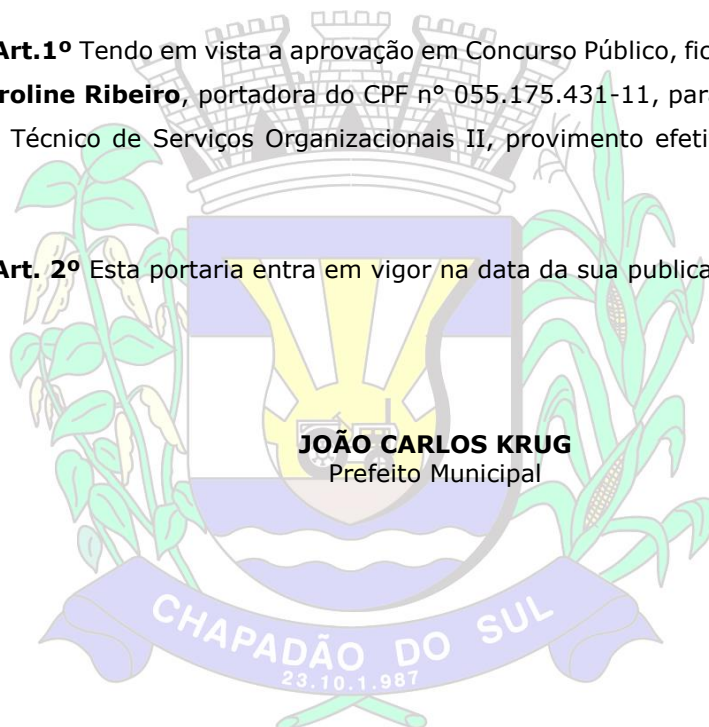 Art.1º Tendo em vista a aprovação em Concurso Público, fic
roline Ribeiro, portadora do CPF n° 055.175.431-11, par
Técnico de Serviços Organizacionais II, provimento efeti
Art. 2º Esta portaria entra em vigor na data da sua publica
JOÃO CARLOS KRUG
Prefeito Municipal
CHAPADÃO DO SUL
23.10.1.987